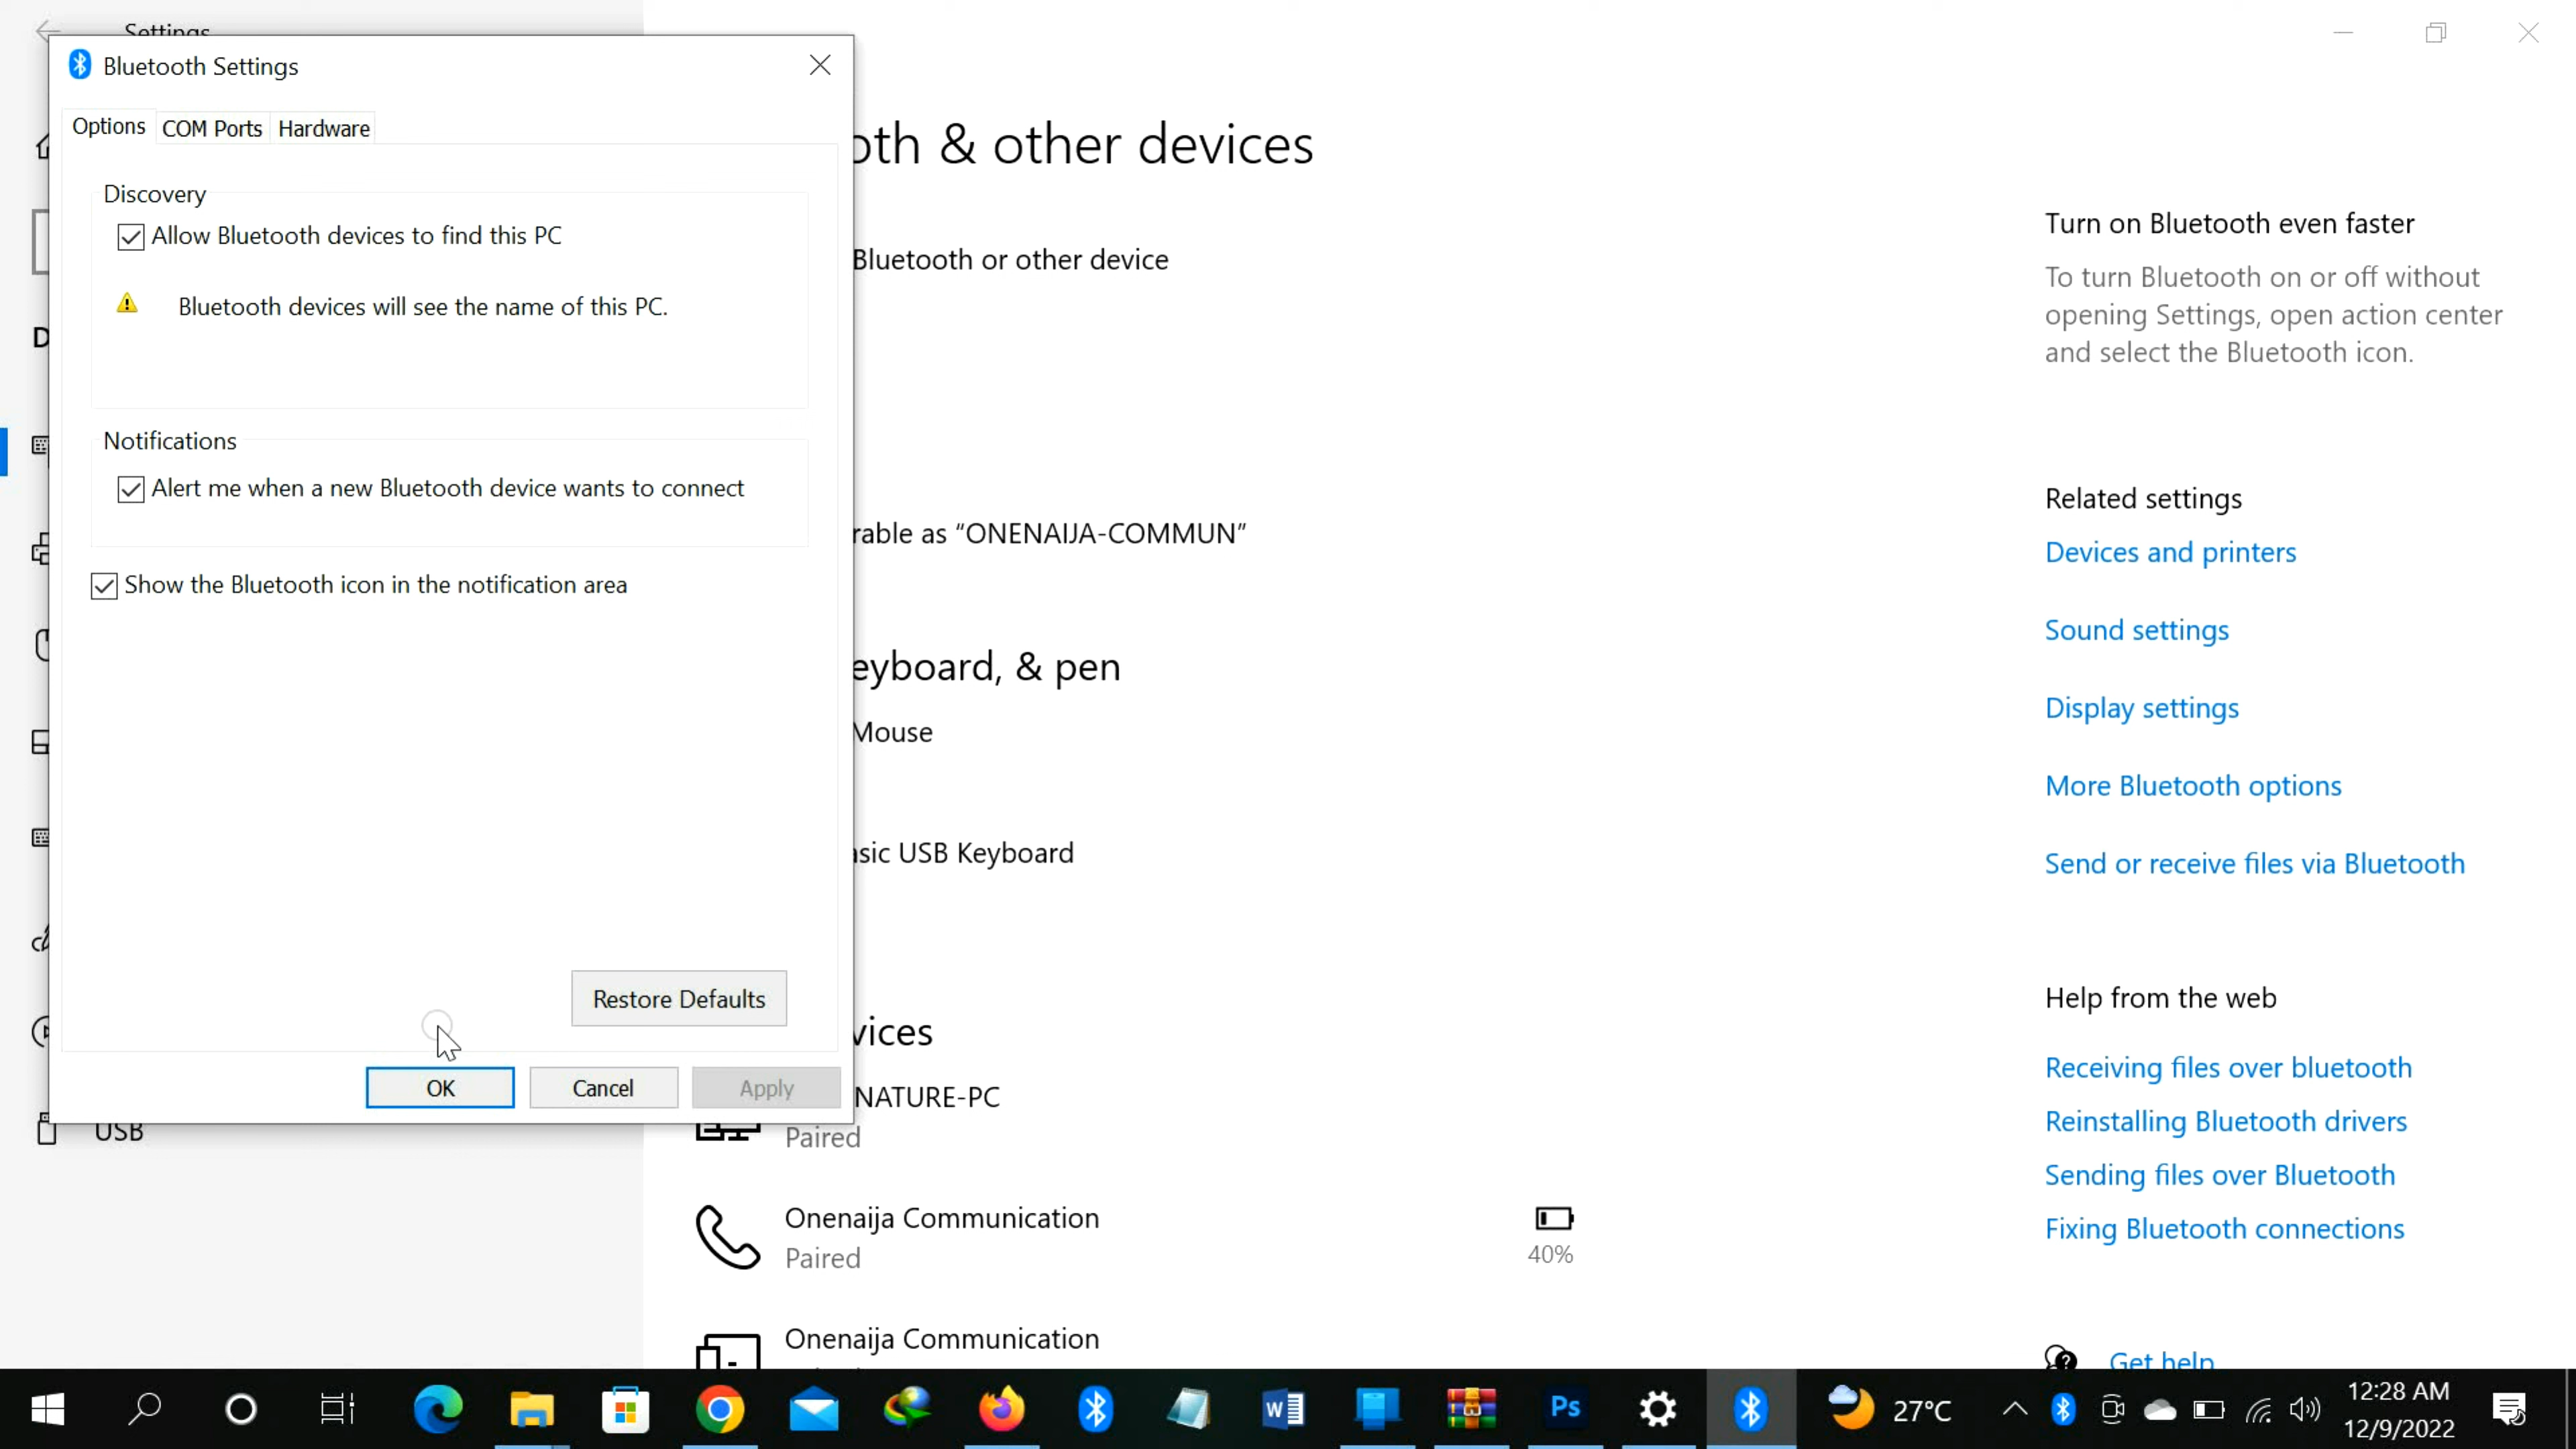 Settings
Bluetooth Settings
Options COM Ports Hardware
Discovery
Allow Bluetooth devices to find this PC
Bluetooth devices will see the name of this PC.
Notifications
Alert me when a new Bluetooth device wants to connect
Show the Bluetooth icon in the notification area
Restore Defaults
OK Cancel Apply
USB
oth & other devices
Bluetooth or other device
rable as “ONENAIJA-COMMUN”
eyboard, & pen
Mouse
asic USB Keyboard
vices
NATURE-PC
Paired
Onenaija Communication
40%
Paired
Onenaija Communication
Turn on Bluetooth even faster
To turn Bluetooth on or off without
opening Settings, open action center
and select the Bluetooth icon.
Related settings
Devices and printers
Sound settings
Display settings
More Bluetooth options
Send or receive files via Bluetooth
Help from the web
Receiving files over bluetooth
Reinstalling Bluetooth drivers
Sending files over Bluetooth
Fixing Bluetooth connections
Get help
Ps
27°C
12:28 AM
12/9/2022